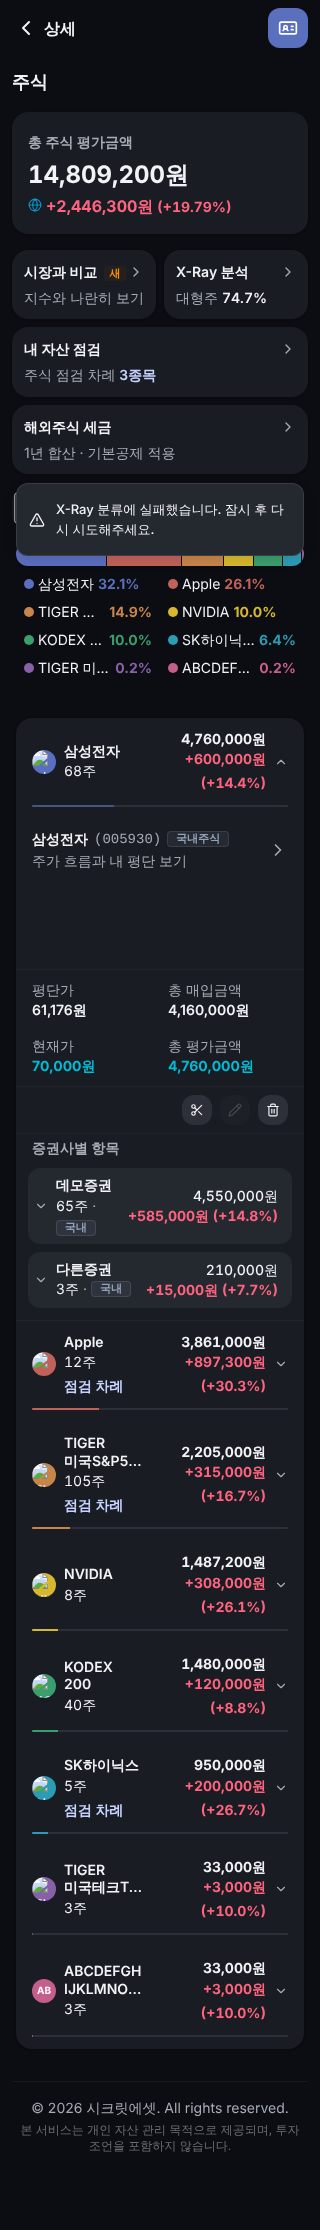 상세
주식
총 주식 평가금액
14,809,200원
+2,446,300원 (+19.79%)
시장과 비교 새
지수와 나란히 보기
X-Ray 분석
대형주 74.7%
내 자산 점검
주식 점검 차례 3종목
해외주식 세금
1년 합산 · 기본공제 적용
X-Ray 분류에 실패했습니다. 잠시 후 다
시 시도해주세요.
삼성전자 32.1%
Apple 26.1%
TIGER ... 14.9%
NVIDIA 10.0%
KODEX ... 10.0%
SK하이닉... 6.4%
TIGER 미... 0.2%
ABCDEF... 0.2%
삼성전자
68주
4,760,000원
+600,000원
(+14.4%)
삼성전자 (005930) 국내주식
주가 흐름과 내 평단 보기
평단가
61,176원
총 매입금액
4,160,000원
현재가
70,000원
총 평가금액
4,760,000원
증권사별 항목
데모증권
65주 ·
국내
4,550,000원
+585,000원 (+14.8%)
다른증권
3주 · 국내
210,000원
+15,000원 (+7.7%)
Apple
12주
점검 차례
3,861,000원
+897,300원
(+30.3%)
TIGER
미국S&P5...
105주
점검 차례
2,205,000원
+315,000원
(+16.7%)
NVIDIA
8주
1,487,200원
+308,000원
(+26.1%)
KODEX
200
40주
1,480,000원
+120,000원
(+8.8%)
SK하이닉스
5주
점검 차례
950,000원
+200,000원
(+26.7%)
TIGER
미국테크T...
3주
33,000원
+3,000원
(+10.0%)
AB
ABCDEFGH
IJKLMNO...
3주
33,000원
+3,000원
(+10.0%)
© 2026 시크릿에셋. All rights reserved.
본 서비스는 개인 자산 관리 목적으로 제공되며, 투자
조언을 포함하지 않습니다.